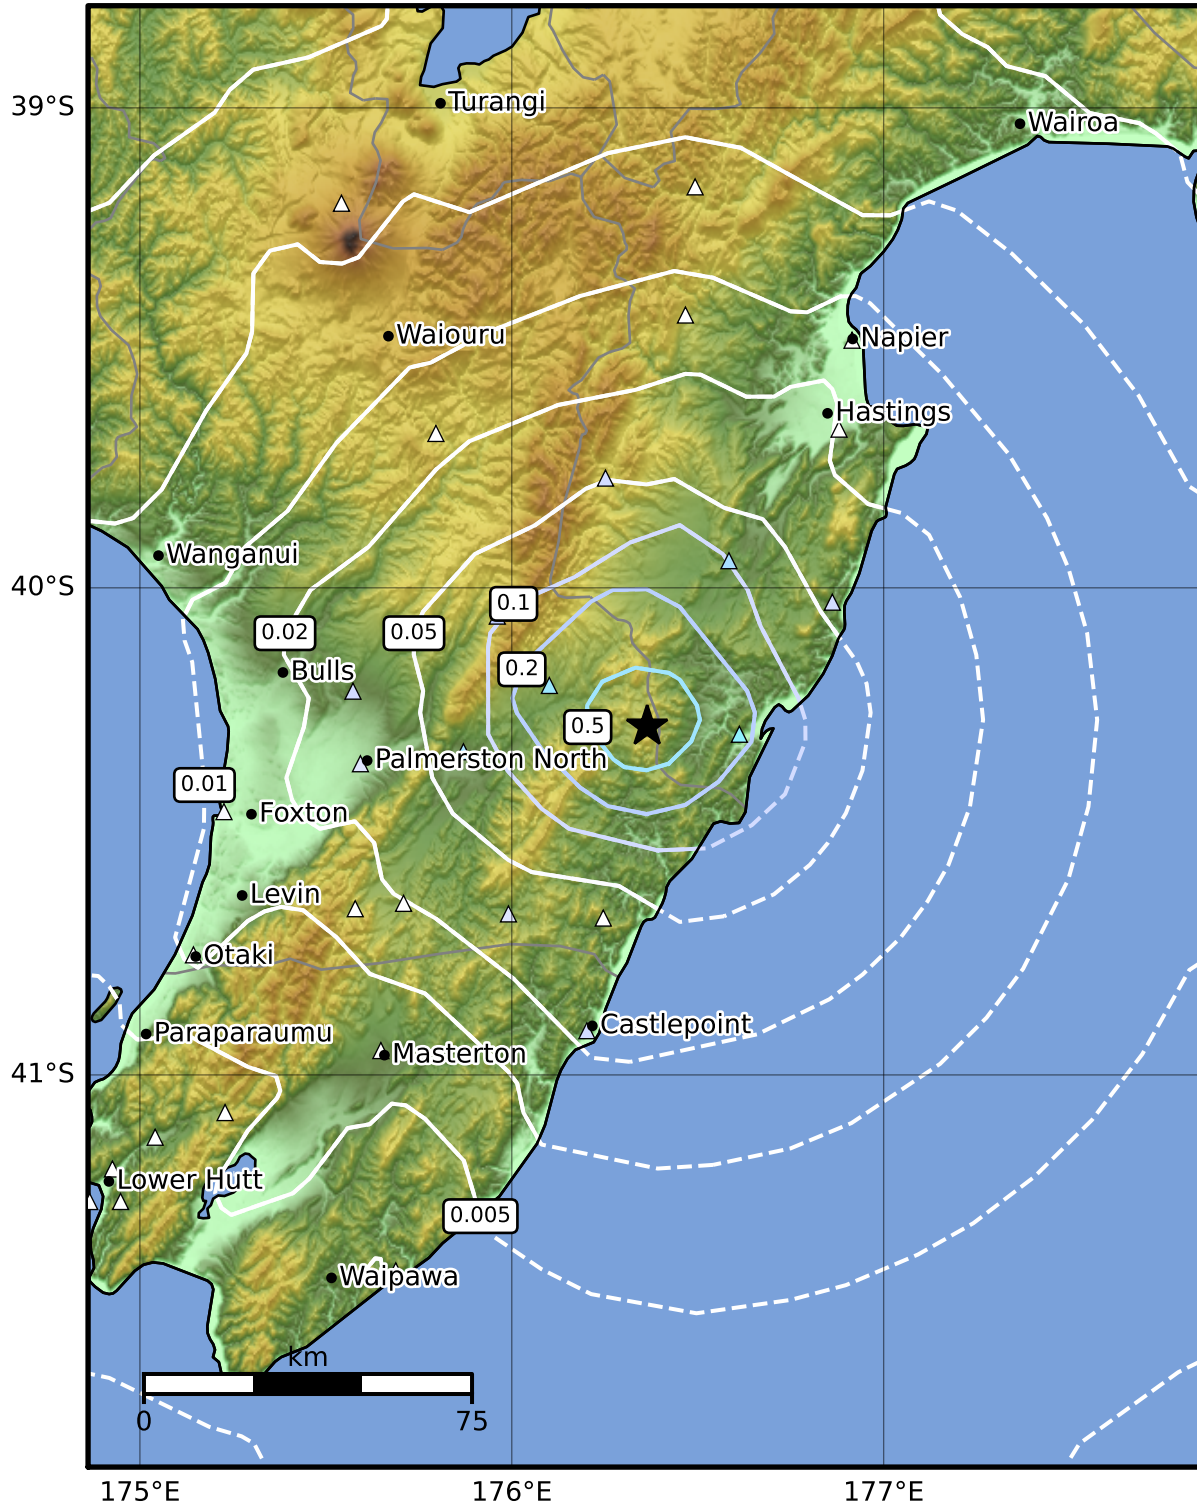 39°S
Turangi
Wairoa
Waiouru
Napier
Hastings
Wanganui
40°S
0.1
0.02
0.05
Bulls
0.2
0.5
Palmerston North
0.01
Foxton
Levin
Otaki
Castlepoint
Paraparaumu
Masterton
41°S
Lower Hutt
0.005
Waipawa
km
0
75
175°E
176°E
177°E